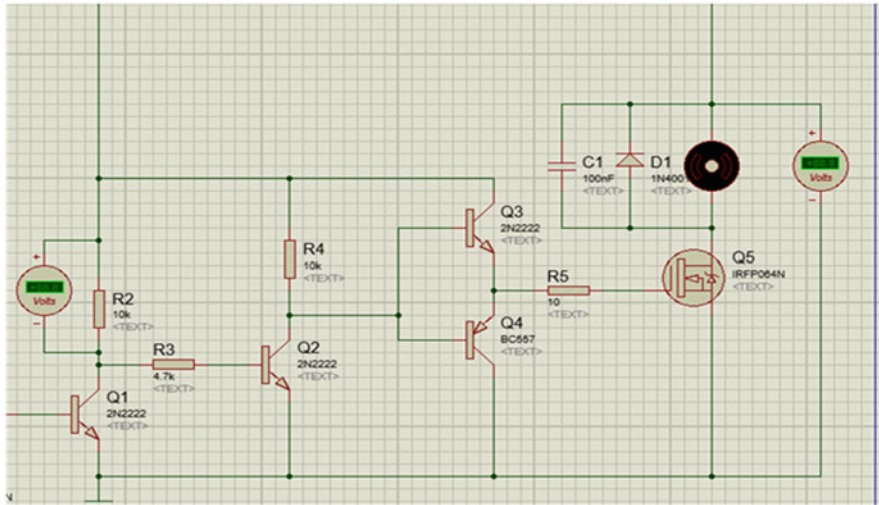 C1
100nF
<TEXT>
D1
1N400
<TEXT>
+
Volts
-
Q3
2N2222
<TEXT>
R4
10k
<TEXT>
+
Volts
-
R2
10k
<TEXT>
R5
10
<TEXT>
Q5
IRFP064N
<TEXT>
Q4
BC557
<TEXT>
R3
4.7k
<TEXT>
Q2
2N2222
<TEXT>
Q1
2N2222
<TEXT>